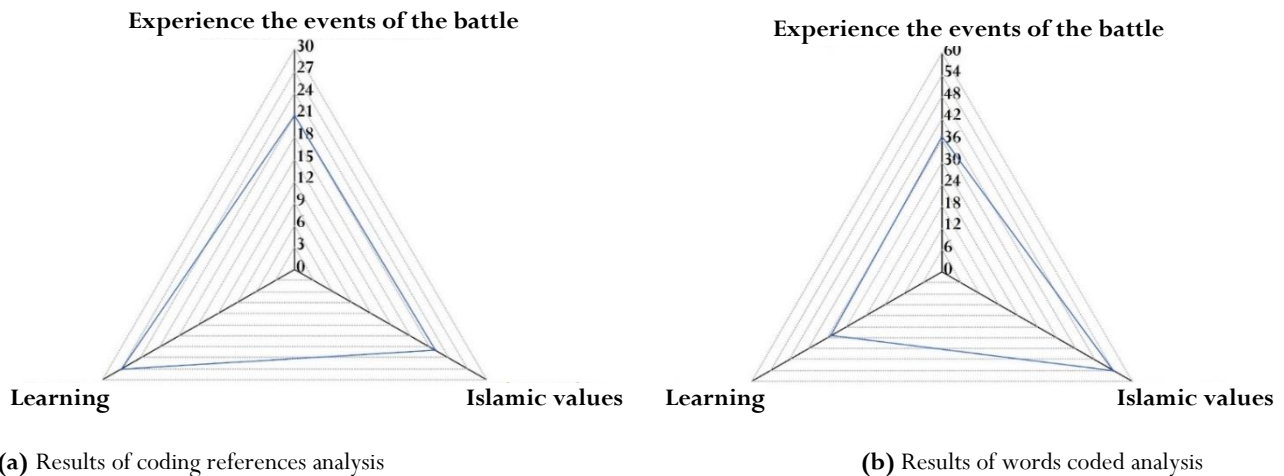 Experience the events of the battle
30
27
24
21
18
15
12
9
6
3
0
Learning
Islamic values
(a) Results of coding references analysis
Experience the events of the battle
60
54
48
42
36
30
24
18
12
6
0
Learning
Islamic values
(b) Results of words coded analysis